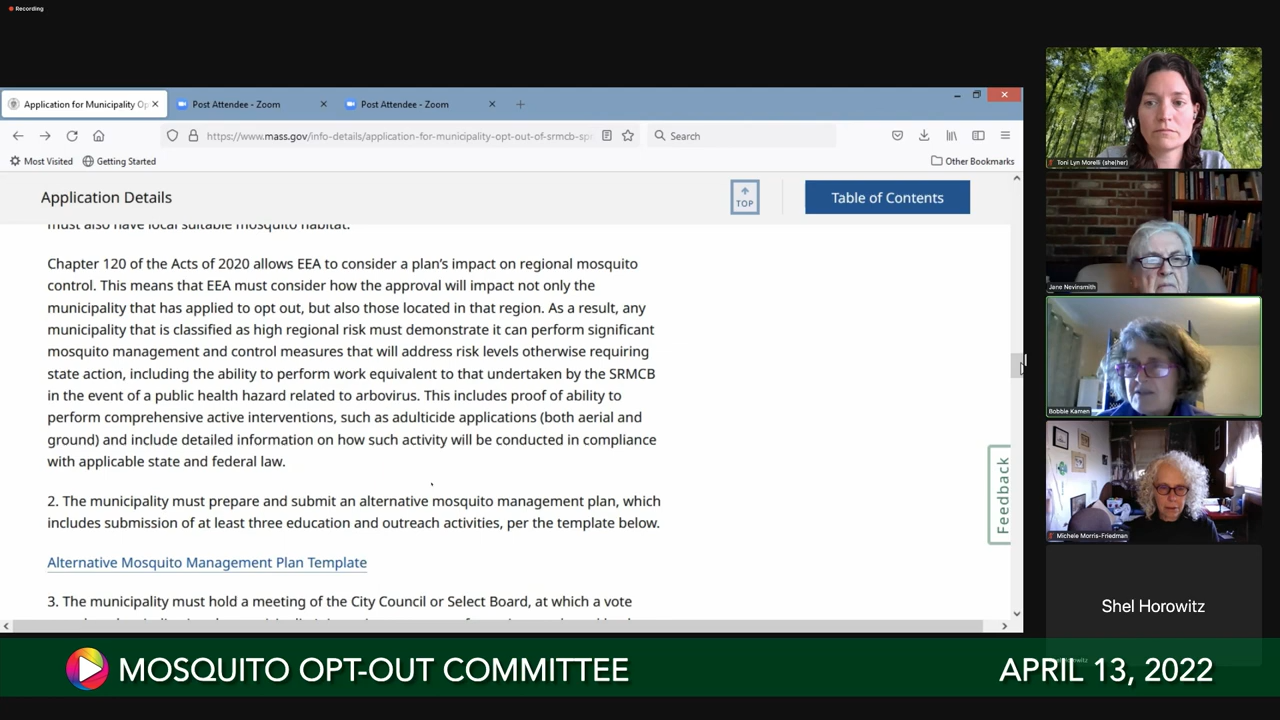 Recording
Application for Municipality Op
Post Attendee - Zoom
Post Attendee - Zoom
https://www.mass.gov/info-details/application-for-municipality-opt-out-of-srmcb-spr
Search
Most Visited
Getting Started
Other Bookmarks
Application Details
TOP
Table of Contents
must also have local suitable mosquito habitat.
Chapter 120 of the Acts of 2020 allows EEA to consider a plan's impact on regional mosquito
control. This means that EEA must consider how the approval will impact not only the
municipality that has applied to opt out, but also those located in that region. As a result, any
municipality that is classified as high regional risk must demonstrate it can perform significant
mosquito management and control measures that will address risk levels otherwise requiring
state action, including the ability to perform work equivalent to that undertaken by the SRMCB
in the event of a public health hazard related to arbovirus. This includes proof of ability to
perform comprehensive active interventions, such as adulticide applications (both aerial and
ground) and include detailed information on how such activity will be conducted in compliance
with applicable state and federal law.
2. The municipality must prepare and submit an alternative mosquito management plan, which
includes submission of at least three education and outreach activities, per the template below.
Alternative Mosquito Management Plan Template
3. The municipality must hold a meeting of the City Council or Select Board, at which a vote
Feedback
Toni Lyn Morelli (she|her)
Jane Nevinsmith
Bobbie Kamen
Michele Morris-Friedman
Shel Horowitz
MOSQUITO OPT-OUT COMMITTEE
APRIL 13, 2022